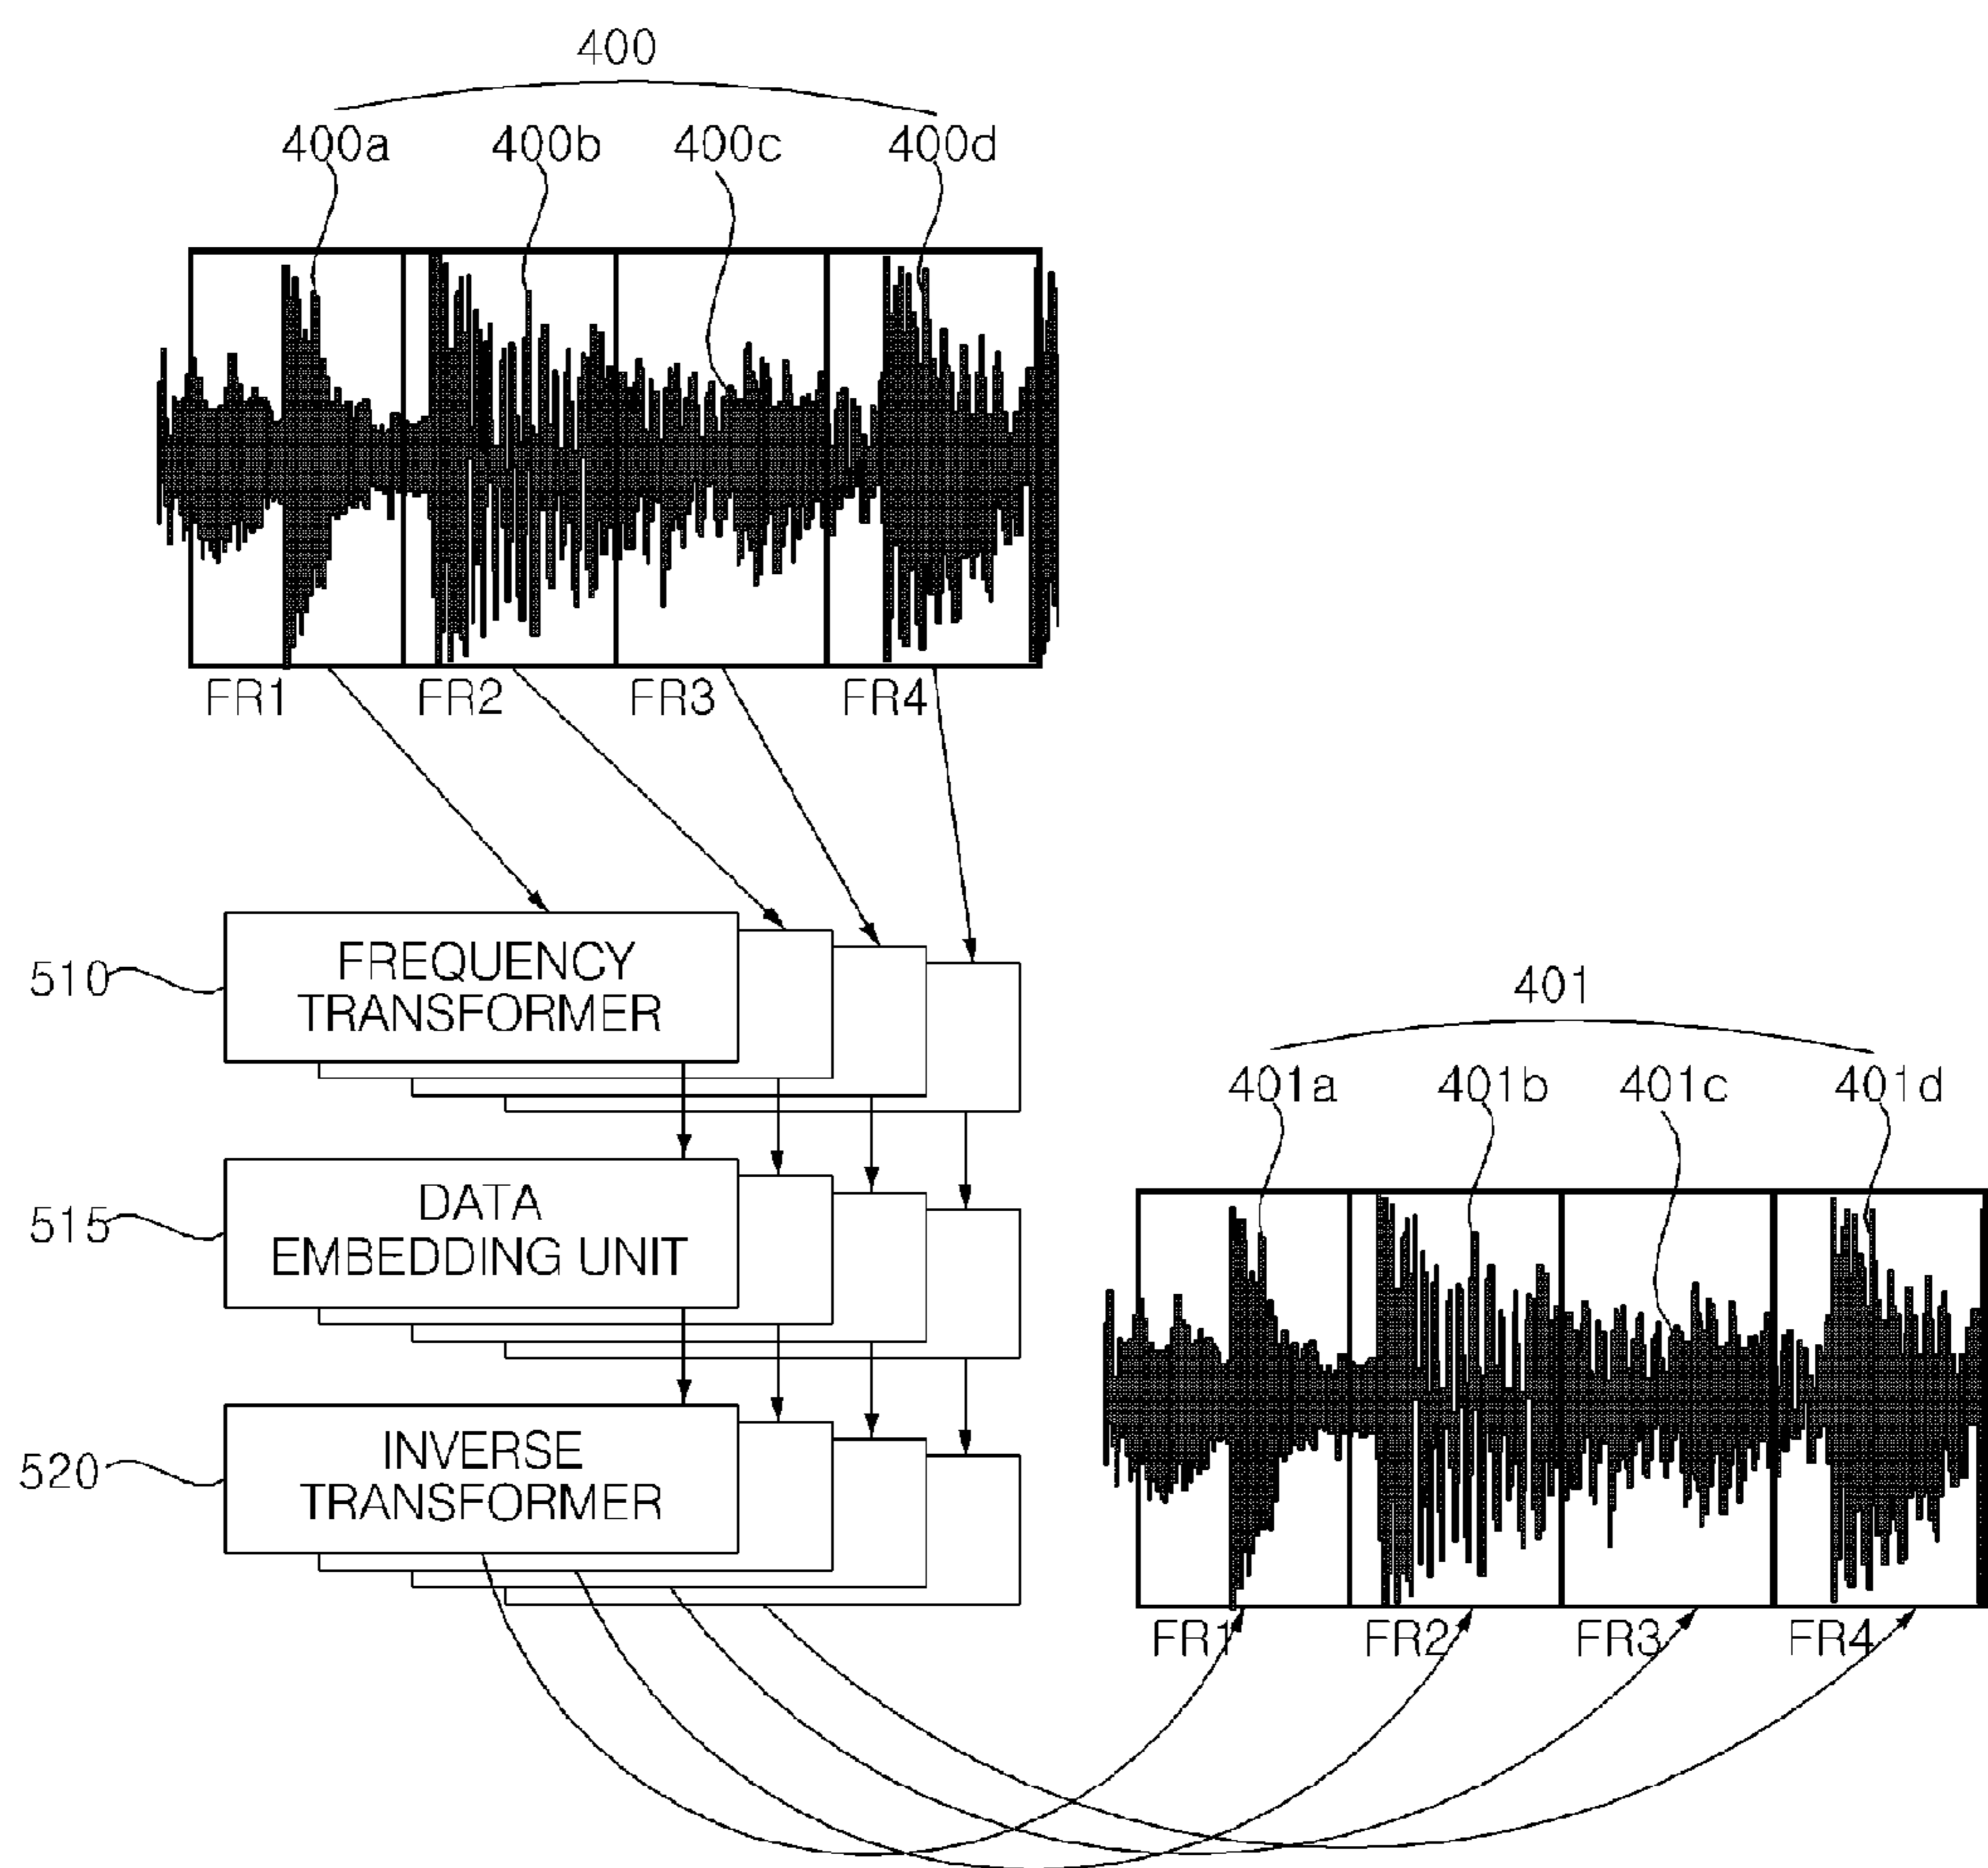 400
400a 400b 400c 400d
FR1 FR2 FR3 FR4
510
FREQUENCY
TRANSFORMER
515
DATA
EMBEDDING UNIT
520
INVERSE
TRANSFORMER
401
401a 401b 401c 401d
FR1 FR2 FR3 FR4